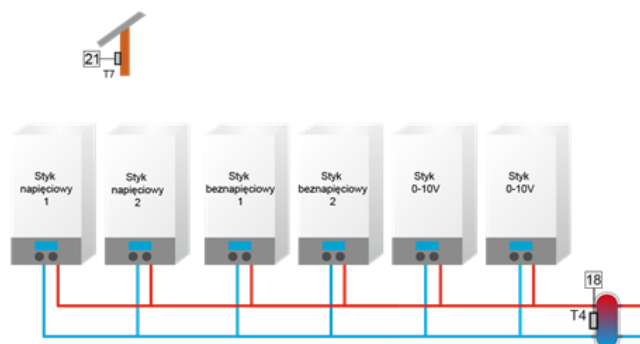 21
T7
Styk
napięciowy
1
Styk
napięciowy
2
Styk
beznapięciowy
1
Styk
beznapięciowy
2
Styk
0-10V
Styk
0-10V
18
T4